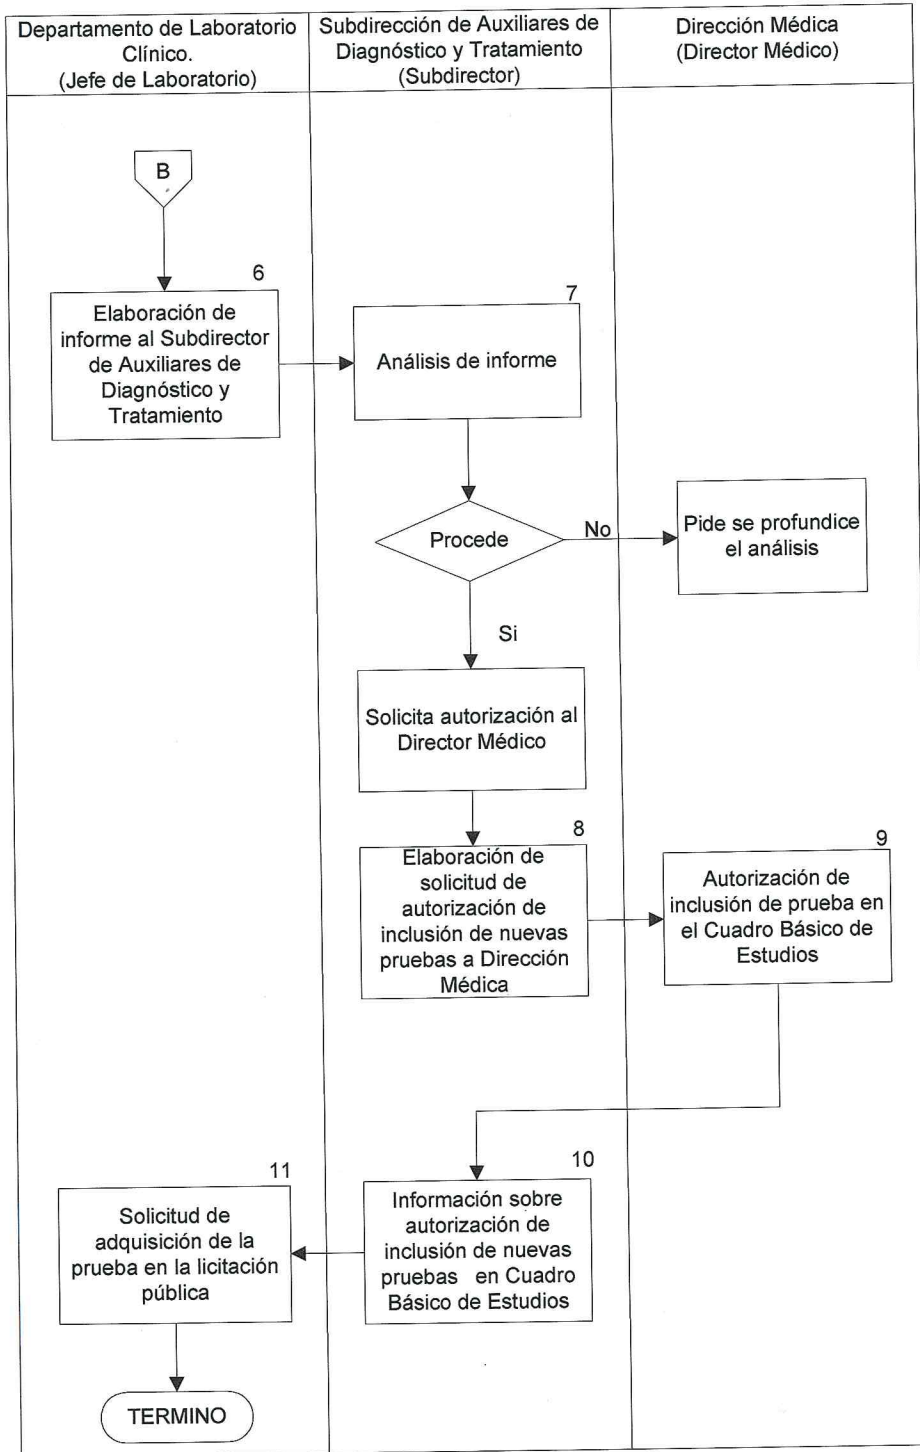 Departamento de Laboratorio
Clínico.
(Jefe de Laboratorio)
Subdirección de Auxiliares de
Diagnóstico y Tratamiento
(Subdirector)
Dirección Médica
(Director Médico)
B
6
Elaboración de
informe al Subdirector
de Auxiliares de
Diagnóstico y
Tratamiento
7
Análisis de informe
Procede
No
Pide se profundice
el análisis
Si
Solicita autorización al
Director Médico
8
Elaboración de
solicitud de
autorización de
inclusión de nuevas
pruebas a Dirección
Médica
9
Autorización de
inclusión de prueba en
el Cuadro Básico de
Estudios
10
Información sobre
autorización de
inclusión de nuevas
pruebas en Cuadro
Básico de Estudios
11
Solicitud de
adquisición de la
prueba en la licitación
pública
TERMINO